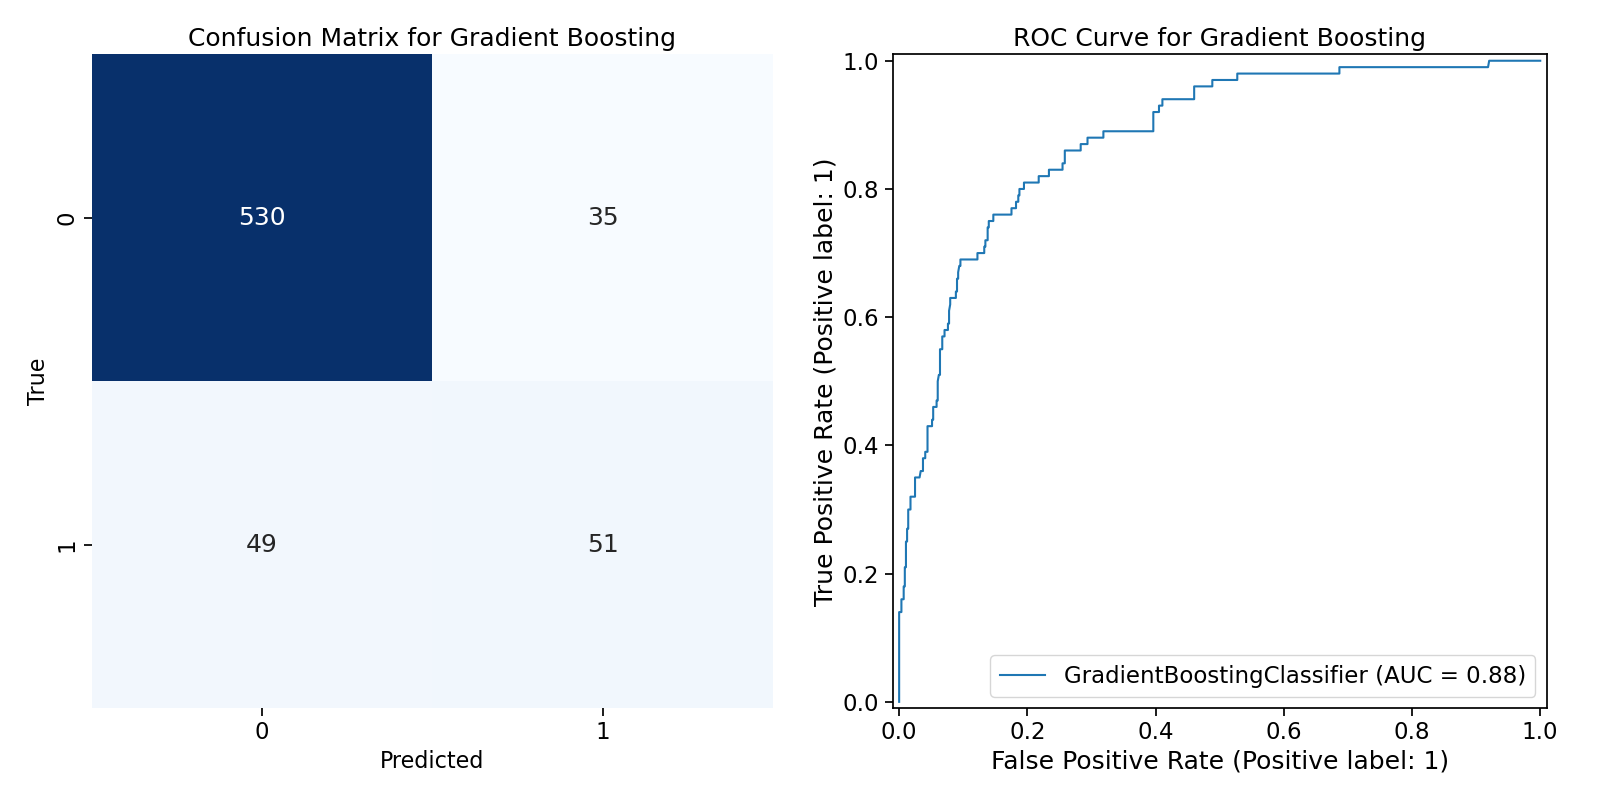 Confusion Matrix for Gradient Boosting
530
35
49
51
0
1
True
0
1
Predicted
ROC Curve for Gradient Boosting
1.0
0.8
0.6
0.4
0.2
0.0
True Positive Rate (Positive label: 1)
GradientBoostingClassifier (AUC = 0.88)
0.0
0.2
0.4
0.6
0.8
1.0
False Positive Rate (Positive label: 1)